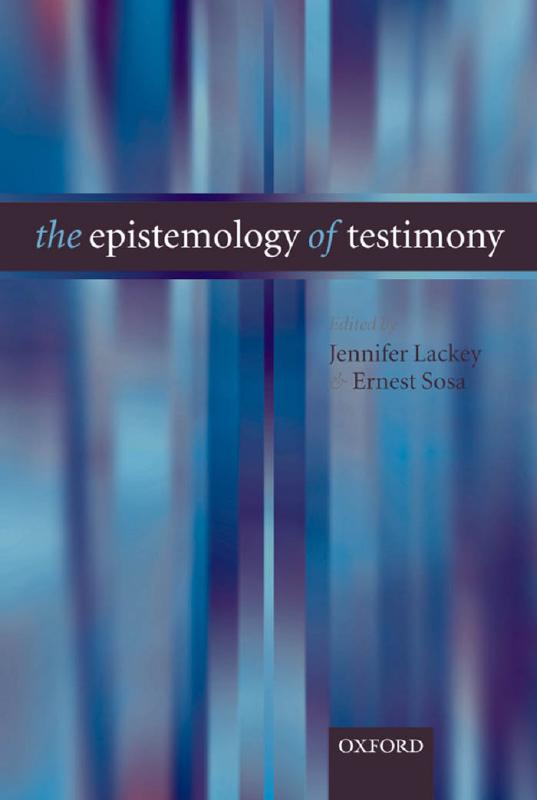 the epistemology of testimony
Edited by
Jennifer Lackey
& Ernest Sosa
OXFORD